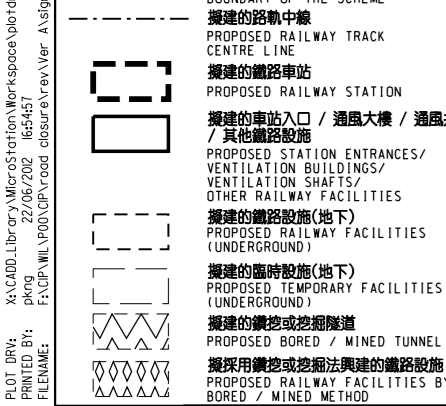 BOUNDARY OF THE SCHEME
擬建的路軌中線
PROPOSED RAILWAY TRACK
CENTRE LINE
擬建的鐵路車站
PROPOSED RAILWAY STATION
擬建的車站入口 / 通風大樓 / 通風
/ 其他鐵路設施
PROPOSED STATION ENTRANCES/
VENTILATION BUILDINGS/
VENTILATION SHAFTS/
OTHER RAILWAY FACILITIES
擬建的鐵路設施(地下)
PROPOSED RAILWAY FACILITIES
(UNDERGROUND)
擬建的臨時設施(地下)
PROPOSED TEMPORARY FACILITIES
(UNDERGROUND)
擬建的鑽挖或挖掘隧道
PROPOSED BORED / MINED TUNNEL
擬採用鑽挖或挖掘法興建的鐵路設施
PROPOSED RAILWAY FACILITIES BY
BORED / MINED METHOD
PLOT DRV: X:\CADD_Library\MicroStation\Workspace\plotd
PRINTED BY: pkng 22/06/2012 16:54:57
FILENAME: F:\CIP\WIL\P00\CIP\rood closure\rev\Ver A\sig